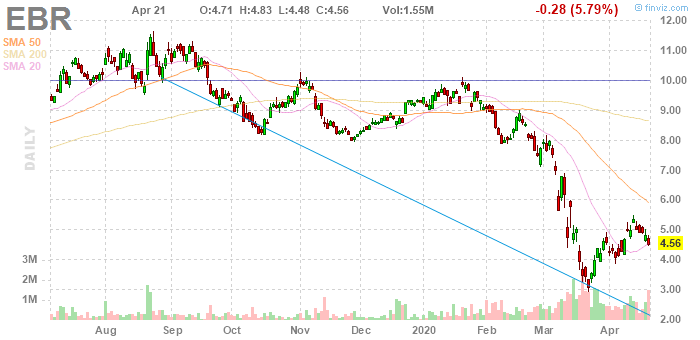 © finviz.com
EBR Apr 21 O:4.71 H:4.83 L:4.48 C:4.56 Vol:1.55M -0.28 (5.79%)
SMA 50
SMA 200
SMA 20
DAILY
12.00
11.00
10.00
9.00
8.00
7.00
6.00
5.00
4.56
4.00
3.00
2.00
3M
2M
1M
Aug Sep Oct Nov Dec 2020 Feb Mar Apr